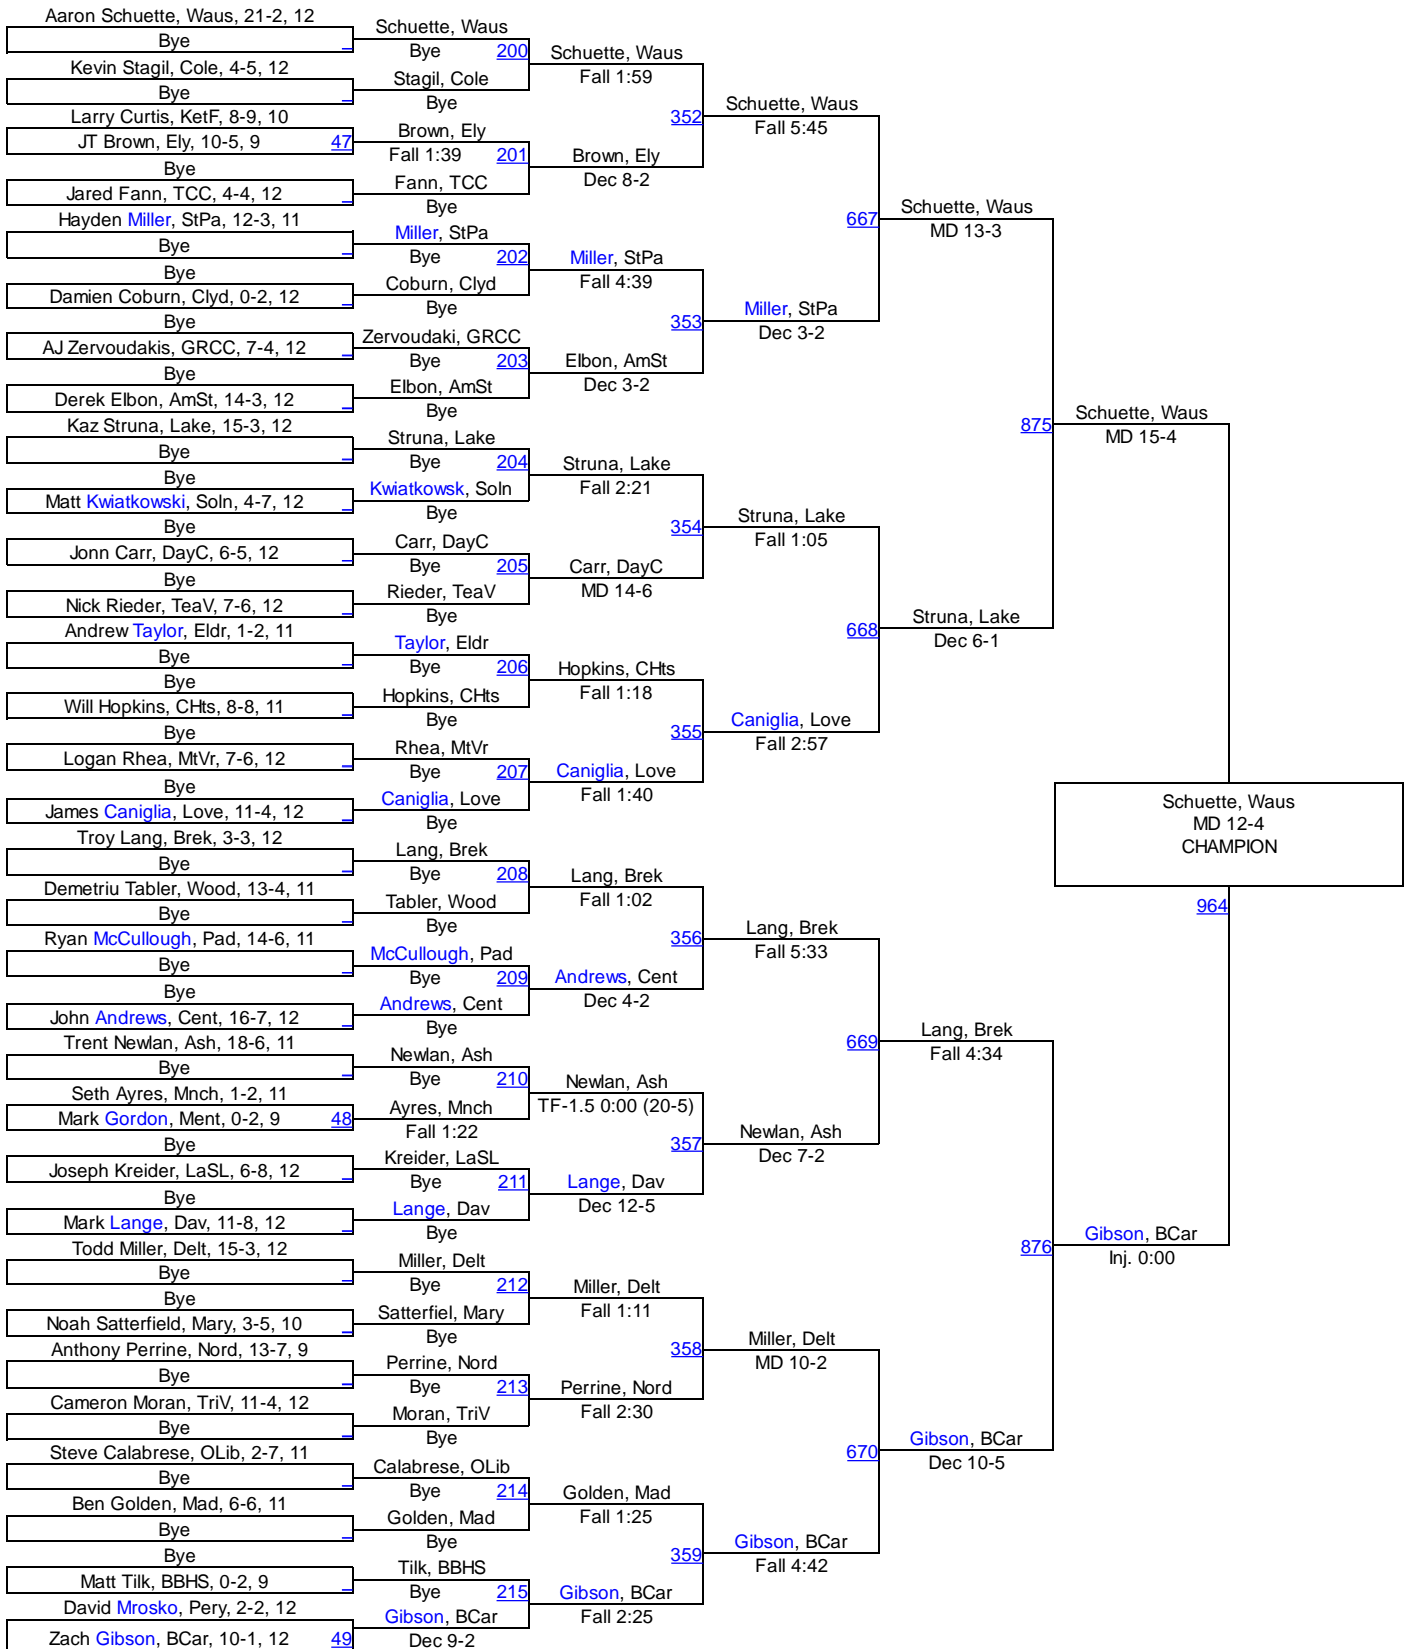 Aaron Schuette, Waus, 21-2, 12
Bye
Kevin Stagil, Cole, 4-5, 12
Bye
Larry Curtis, KetF, 8-9, 10
JT Brown, Ely, 10-5, 9 47
Bye
Jared Fann, TCC, 4-4, 12
Hayden Miller, StPa, 12-3, 11
Bye
Bye
Damien Coburn, Clyd, 0-2, 12
Bye
AJ Zervoudakis, GRCC, 7-4, 12
Bye
Derek Elbon, AmSt, 14-3, 12
Kaz Struna, Lake, 15-3, 12
Bye
Bye
Matt Kwiatkowski, Soln, 4-7, 12
Bye
Jonn Carr, DayC, 6-5, 12
Bye
Nick Rieder, TeaV, 7-6, 12
Andrew Taylor, Eldr, 1-2, 11
Bye
Bye
Will Hopkins, CHts, 8-8, 11
Bye
Logan Rhea, MtVr, 7-6, 12
Bye
James Caniglia, Love, 11-4, 12
Troy Lang, Brek, 3-3, 12
Bye
Demetriu Tabler, Wood, 13-4, 11
Bye
Ryan McCullough, Pad, 14-6, 11
Bye
Bye
John Andrews, Cent, 16-7, 12
Trent Newlan, Ash, 18-6, 11
Bye
Seth Ayres, Mnch, 1-2, 11
Mark Gordon, Ment, 0-2, 9 48
Bye
Joseph Kreider, LaSL, 6-8, 12
Bye
Mark Lange, Dav, 11-8, 12
Todd Miller, Delt, 15-3, 12
Bye
Bye
Noah Satterfield, Mary, 3-5, 10
Anthony Perrine, Nord, 13-7, 9
Bye
Cameron Moran, TriV, 11-4, 12
Bye
Steve Calabrese, OLib, 2-7, 11
Bye
Ben Golden, Mad, 6-6, 11
Bye
Bye
Matt Tilk, BBHS, 0-2, 9
David Mrosko, Pery, 2-2, 12
Zach Gibson, BCar, 10-1, 12 49
Schuette, Waus
Bye 200
Stagil, Cole
Bye
Brown, Ely
Fall 1:39 201
Fann, TCC
Bye
Miller, StPa
Bye 202
Coburn, Clyd
Bye
Zervoudaki, GRCC
Bye 203
Elbon, AmSt
Bye
Struna, Lake
Bye 204
Kwiatkowsk, Soln
Bye
Carr, DayC
Bye 205
Rieder, TeaV
Bye
Taylor, Eldr
Bye 206
Hopkins, CHts
Bye
Rhea, MtVr
Bye 207
Caniglia, Love
Bye
Lang, Brek
Bye 208
Tabler, Wood
Bye
McCullough, Pad
Bye 209
Andrews, Cent
Bye
Newlan, Ash
Bye 210
Ayres, Mnch
Fall 1:22
Kreider, LaSL
Bye 211
Lange, Dav
Bye
Miller, Delt
Bye 212
Satterfiel, Mary
Bye
Perrine, Nord
Bye 213
Moran, TriV
Bye
Calabrese, OLib
Bye 214
Golden, Mad
Bye
Tilk, BBHS
Bye 215
Gibson, BCar
Dec 9-2
Schuette, Waus
Fall 1:59
352
Brown, Ely
Dec 8-2
Miller, StPa
Fall 4:39
353
Elbon, AmSt
Dec 3-2
Struna, Lake
Fall 2:21
354
Carr, DayC
MD 14-6
Hopkins, CHts
Fall 1:18
355
Caniglia, Love
Fall 1:40
Lang, Brek
Fall 1:02
356
Andrews, Cent
Dec 4-2
Newlan, Ash
TF-1.5 0:00 (20-5)
357
Lange, Dav
Dec 12-5
Miller, Delt
Fall 1:11
358
Perrine, Nord
Fall 2:30
Golden, Mad
Fall 1:25
359
Gibson, BCar
Fall 2:25
Schuette, Waus
Fall 5:45
667
Miller, StPa
Dec 3-2
Struna, Lake
Fall 1:05
668
Caniglia, Love
Fall 2:57
Lang, Brek
Fall 5:33
669
Newlan, Ash
Dec 7-2
Miller, Delt
MD 10-2
670
Gibson, BCar
Fall 4:42
Schuette, Waus
MD 13-3
875
Struna, Lake
Dec 6-1
Lang, Brek
Fall 4:34
876
Gibson, BCar
Dec 10-5
Schuette, Waus
MD 15-4
Gibson, BCar
Inj. 0:00
Schuette, Waus
MD 12-4
CHAMPION
964